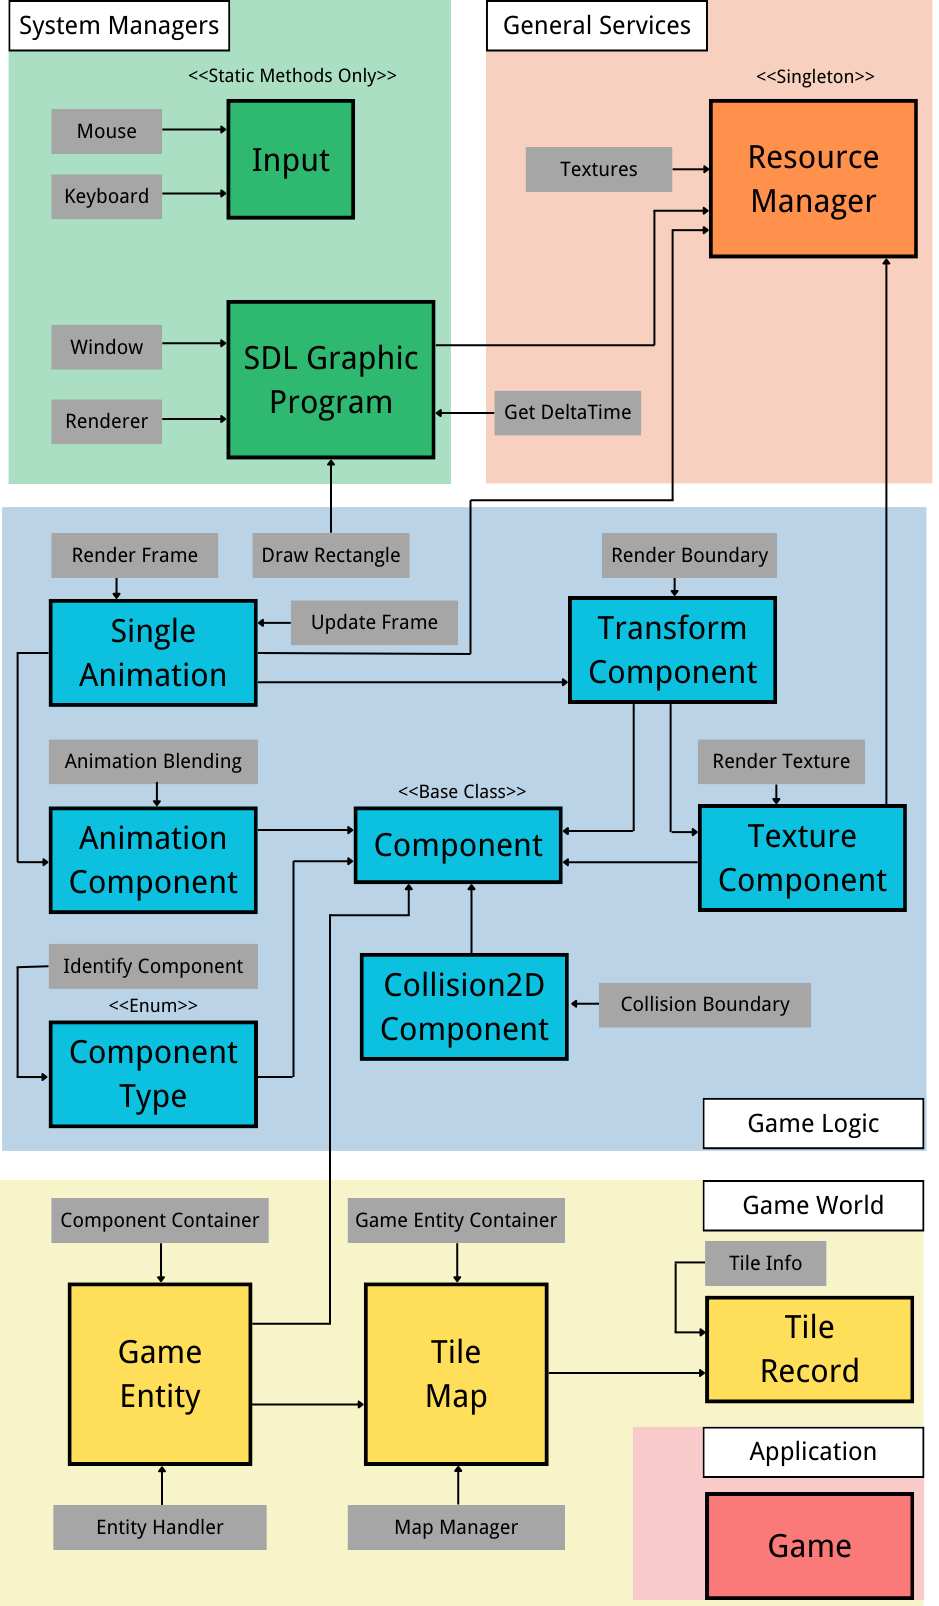 System Managers
<<Static Methods Only>>
Mouse
Keyboard
Input
Window
Renderer
SDL Graphic
Program
General Services
<<Singleton>>
Textures
Resource
Manager
Get DeltaTime
Render Frame
Draw Rectangle
Render Boundary
Single
Animation
Update Frame
Transform
Component
Animation Blending
<<Base Class>>
Render Texture
Animation
Component
Component
Texture
Component
Identify Component
<<Enum>>
Component
Type
Collision2D
Component
Collision Boundary
Game Logic
Game World
Component Container
Game Entity Container
Tile Info
Game
Entity
Tile
Map
Tile
Record
Entity Handler
Map Manager
Application
Game